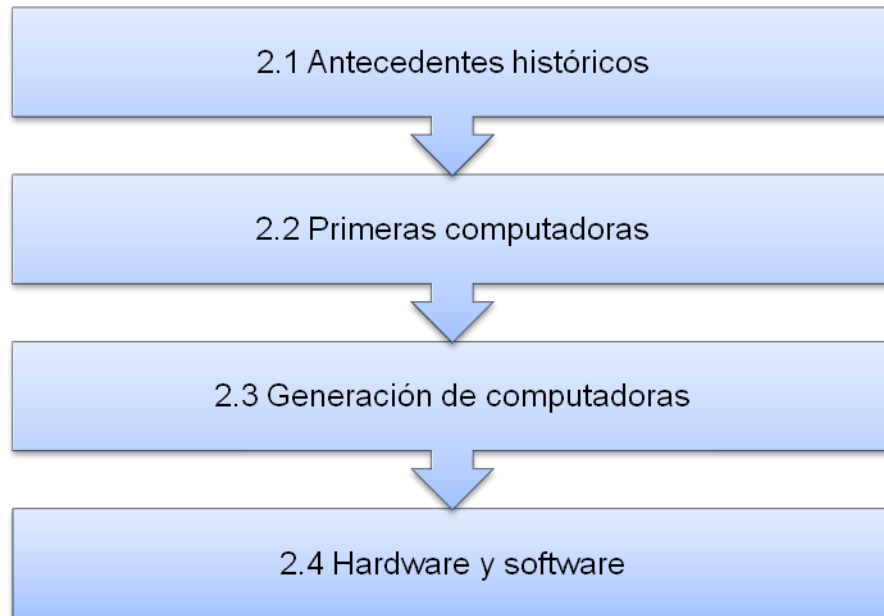 2.1 Antecedentes históricos
2.2 Primeras computadoras
2.3 Generación de computadoras
2.4 Hardware y software